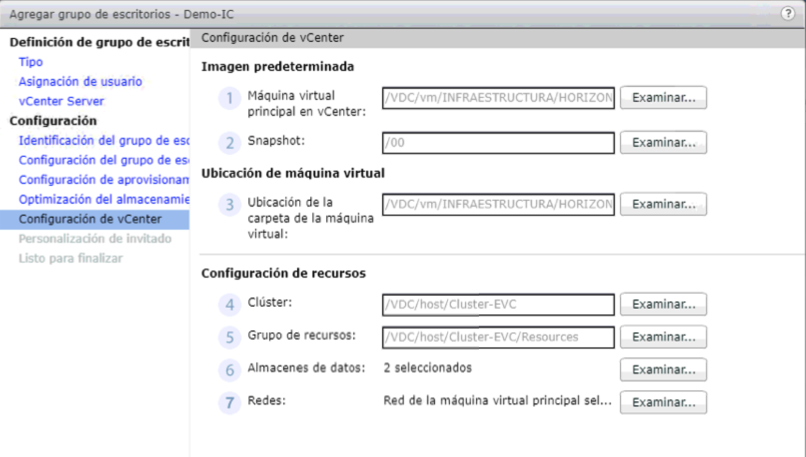 Agregar grupo de escritorios - Demo-IC
?
Definición de grupo de escrit
Tipo
Asignación de usuario
vCenter Server
Configuración
Identificación del grupo de esc
Configuración del grupo de es
Configuración de aprovisionam
Optimización del almacenamie
Configuración de vCenter
Personalización de invitado
Listo para finalizar
Configuración de vCenter
Imagen predeterminada
1 Máquina virtual
principal en vCenter:
/VDC/vm/INFRAESTRUCTURA/HORIZON
Examinar...
2 Snapshot: /00 Examinar...
Ubicación de máquina virtual
3 Ubicación de la
carpeta de la máquina
virtual:
/VDC/vm/INFRAESTRUCTURA/HORIZON
Examinar...
Configuración de recursos
4 Clúster: /VDC/host/Cluster-EVC Examinar...
5 Grupo de recursos: /VDC/host/Cluster-EVC/Resources Examinar...
6 Almacenes de datos: 2 seleccionados Examinar...
7 Redes: Red de la máquina virtual principal sel... Examinar...